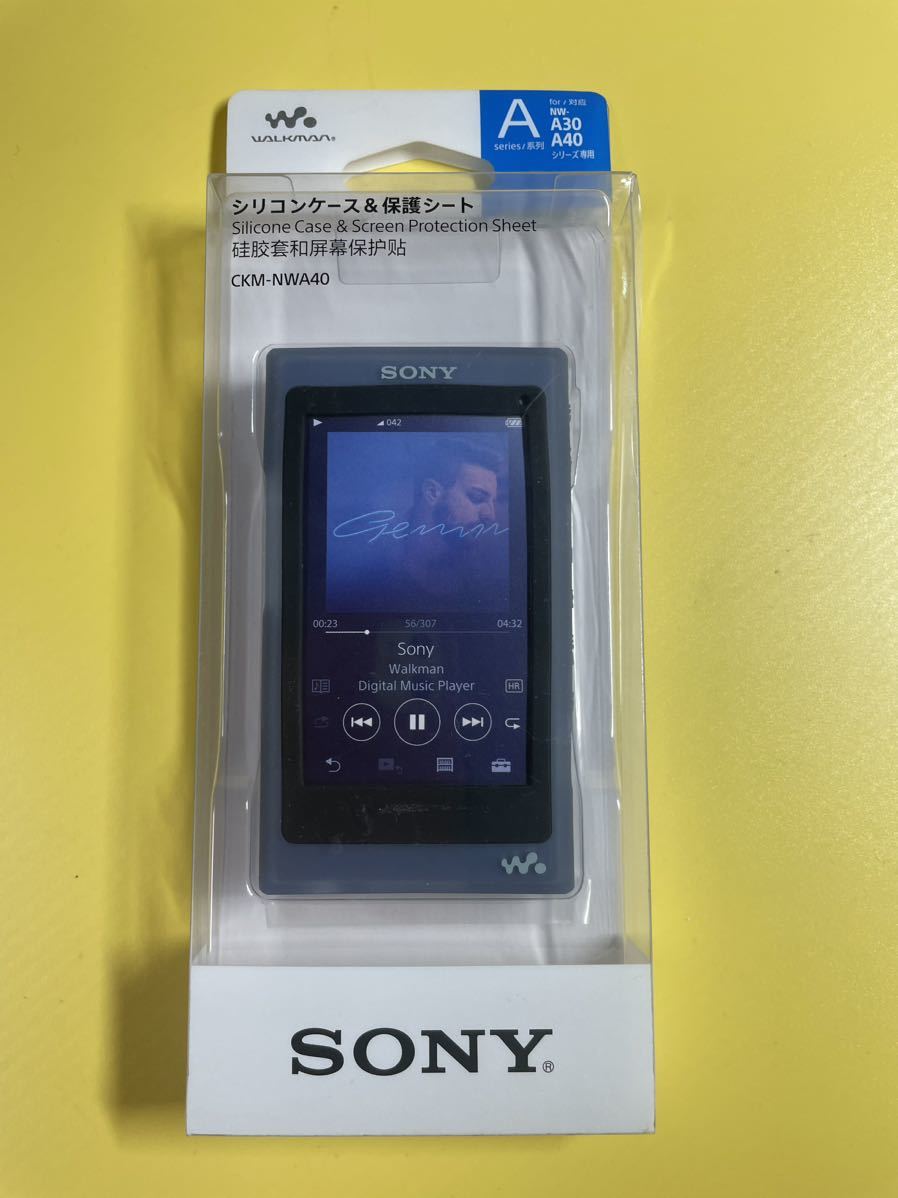 WALKMAN®
A
series / 系列
for / 対応
NW-
A30
A40
シリーズ専用
シリコンケース&保護シート
Silicone Case & Screen Protection Sheet
硅胶套和屏幕保护贴
CKM-NWA40
SONY
042
00:23 56/307 04:32
Sony
Walkman
Digital Music Player
HR
SONY®